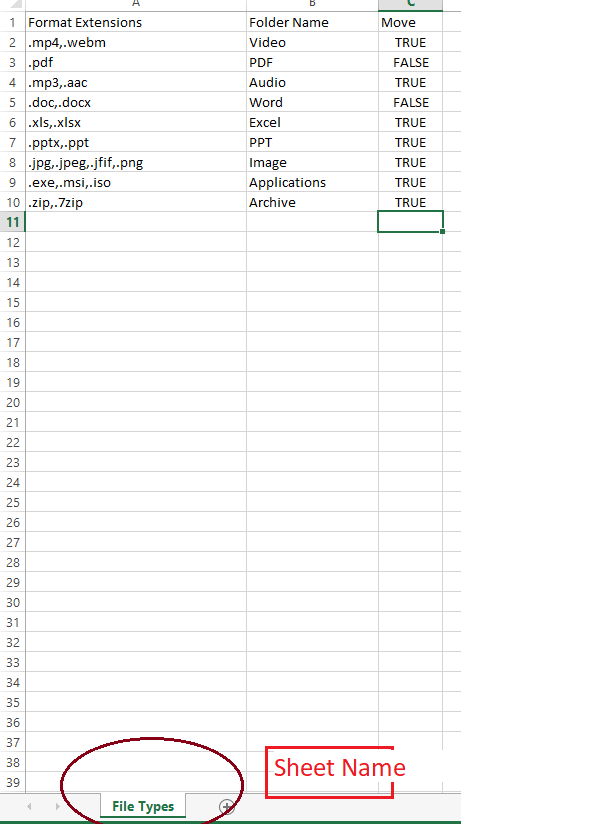 A B C
1 Format Extensions Folder Name Move
2 .mp4,.webm Video TRUE
3 .pdf PDF FALSE
4 .mp3,.aac Audio TRUE
5 .doc,.docx Word FALSE
6 .xls,.xlsx Excel TRUE
7 .pptx,.ppt PPT TRUE
8 .jpg,.jpeg,.jfif,.png Image TRUE
9 .exe,.msi,.iso Applications TRUE
10 .zip,.7zip Archive TRUE
11
12
13
14
15
16
17
18
19
20
21
22
23
24
25
26
27
28
29
30
31
32
33
34
35
36
37
38 Sheet Name
39
File Types